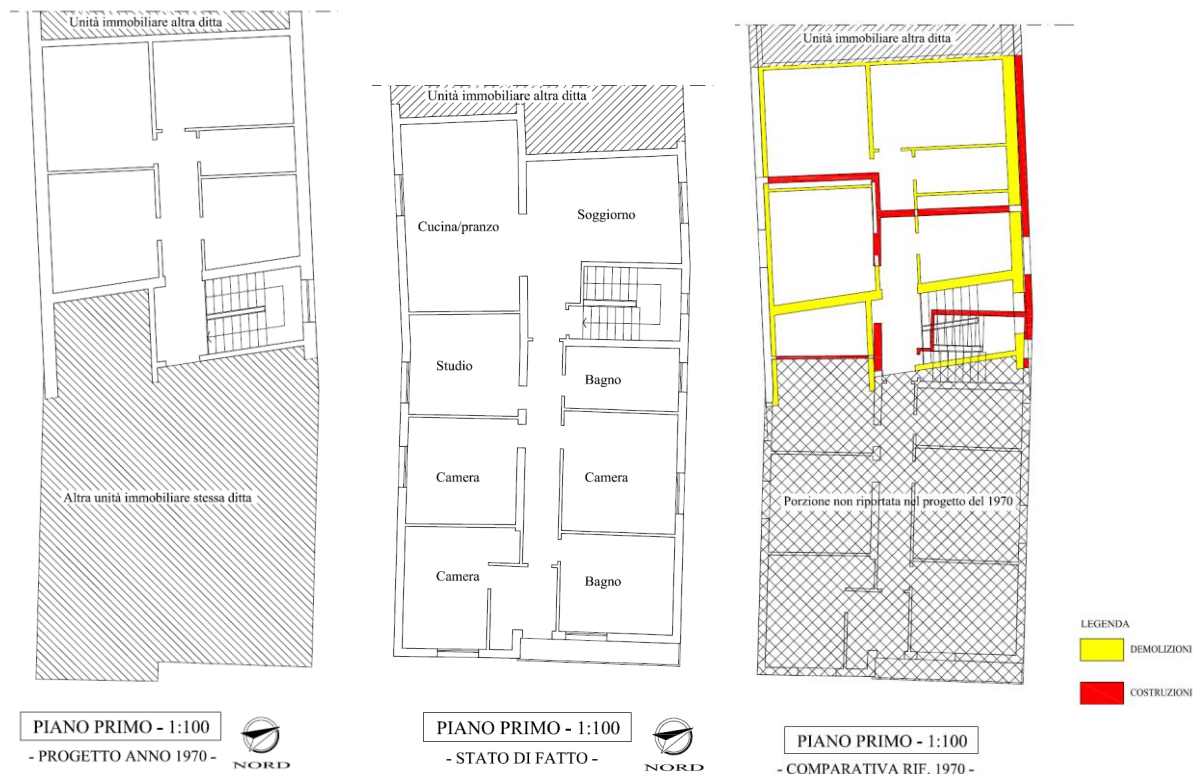 Unità immobiliare altra ditta
Altra unità immobiliare stessa ditta
PIANO PRIMO - 1:100
- PROGETTO ANNO 1970 -
NORD
Unità immobiliare altra ditta
Cucina/pranzo
Soggiorno
Studio
Bagno
Camera
Camera
Camera
Bagno
PIANO PRIMO - 1:100
- STATO DI FATTO -
NORD
Unità immobiliare altra ditta
Porzione non riportata nel progetto del 1970
LEGENDA
DEMOLIZIONI
COSTRUZIONI
PIANO PRIMO - 1:100
- COMPARATIVA RIF. 1970 -